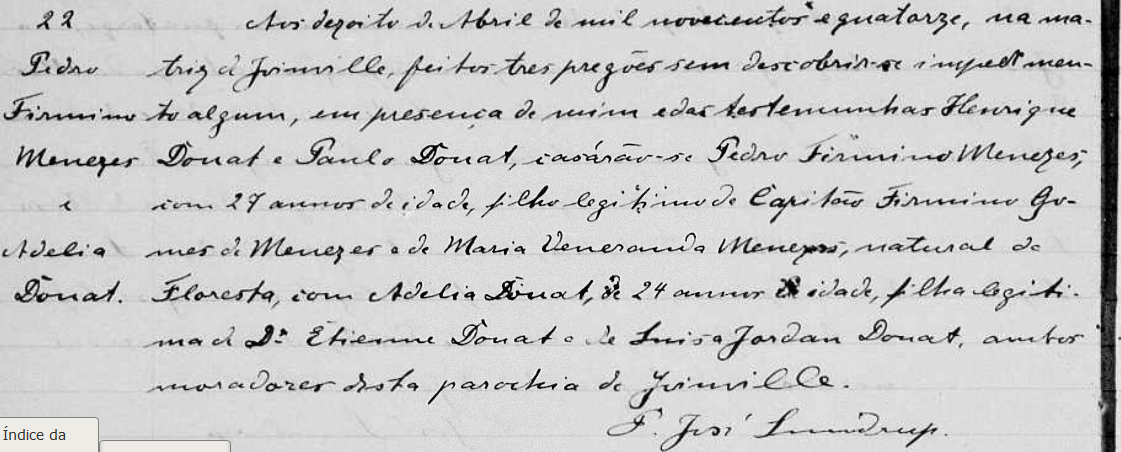 22
Pedro
Firmino
Menezes
e
Adelia
Donat.
Aos dezoito de Abril de mil novecentos e quatorze, na ma-
triz de Joinville, feitos tres pregões sem descobrir-se impedimen-
to algum, em presença de mim e das testemunhas Henrique
Donat e Paulo Donat, casárão-se Pedro Firmino Menezes,
com 27 annos de idade, filho legitimo de Capitão Firmino Go-
mes de Menezes e de Maria Veneranda Menezes, natural de
Floresta, com Adelia Donat, de 24 annos de idade, filha legiti-
ma de Dr. Etienne Donat e de Luisa Jordan Donat, ambos
moradores desta parochia de Joinville.
P. José Sundrup.
Índice da